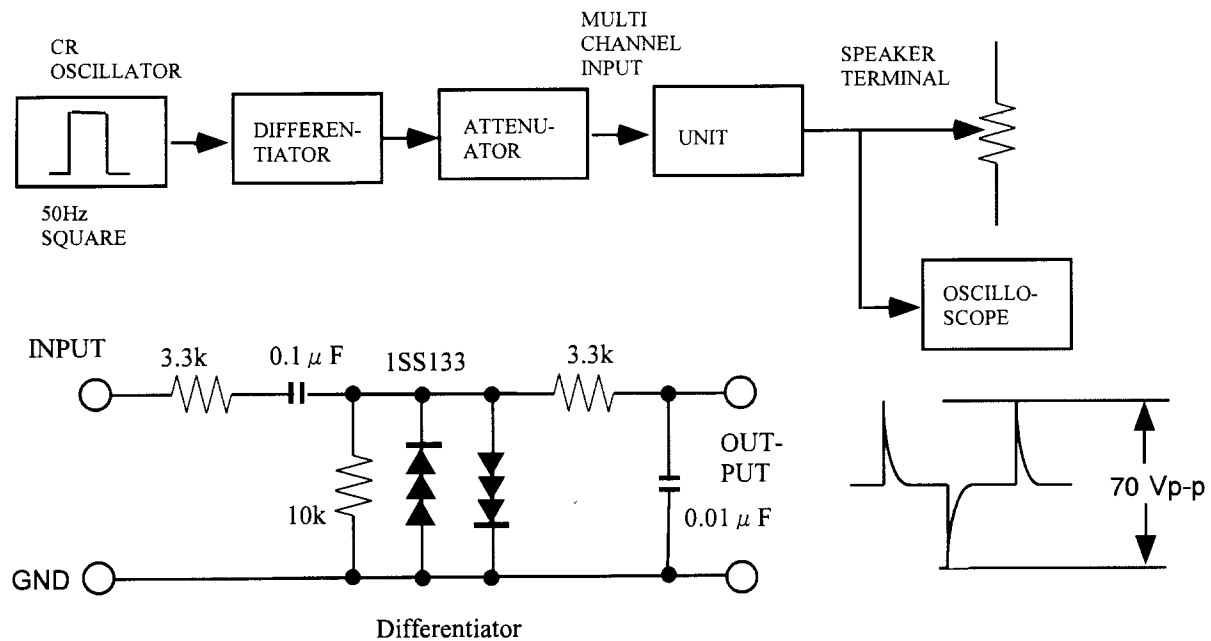 CR
OSCILLATOR
MULTI
CHANNEL
INPUT
SPEAKER
TERMINAL
DIFFEREN-
TIATOR
ATTENU-
ATOR
UNIT
50Hz
SQUARE
OSCILLO-
SCOPE
INPUT
3.3k
0.1 μ F
1SS133
3.3k
OUT-
PUT
10k
0.01 μ F
70 Vp-p
GND
Differentiator